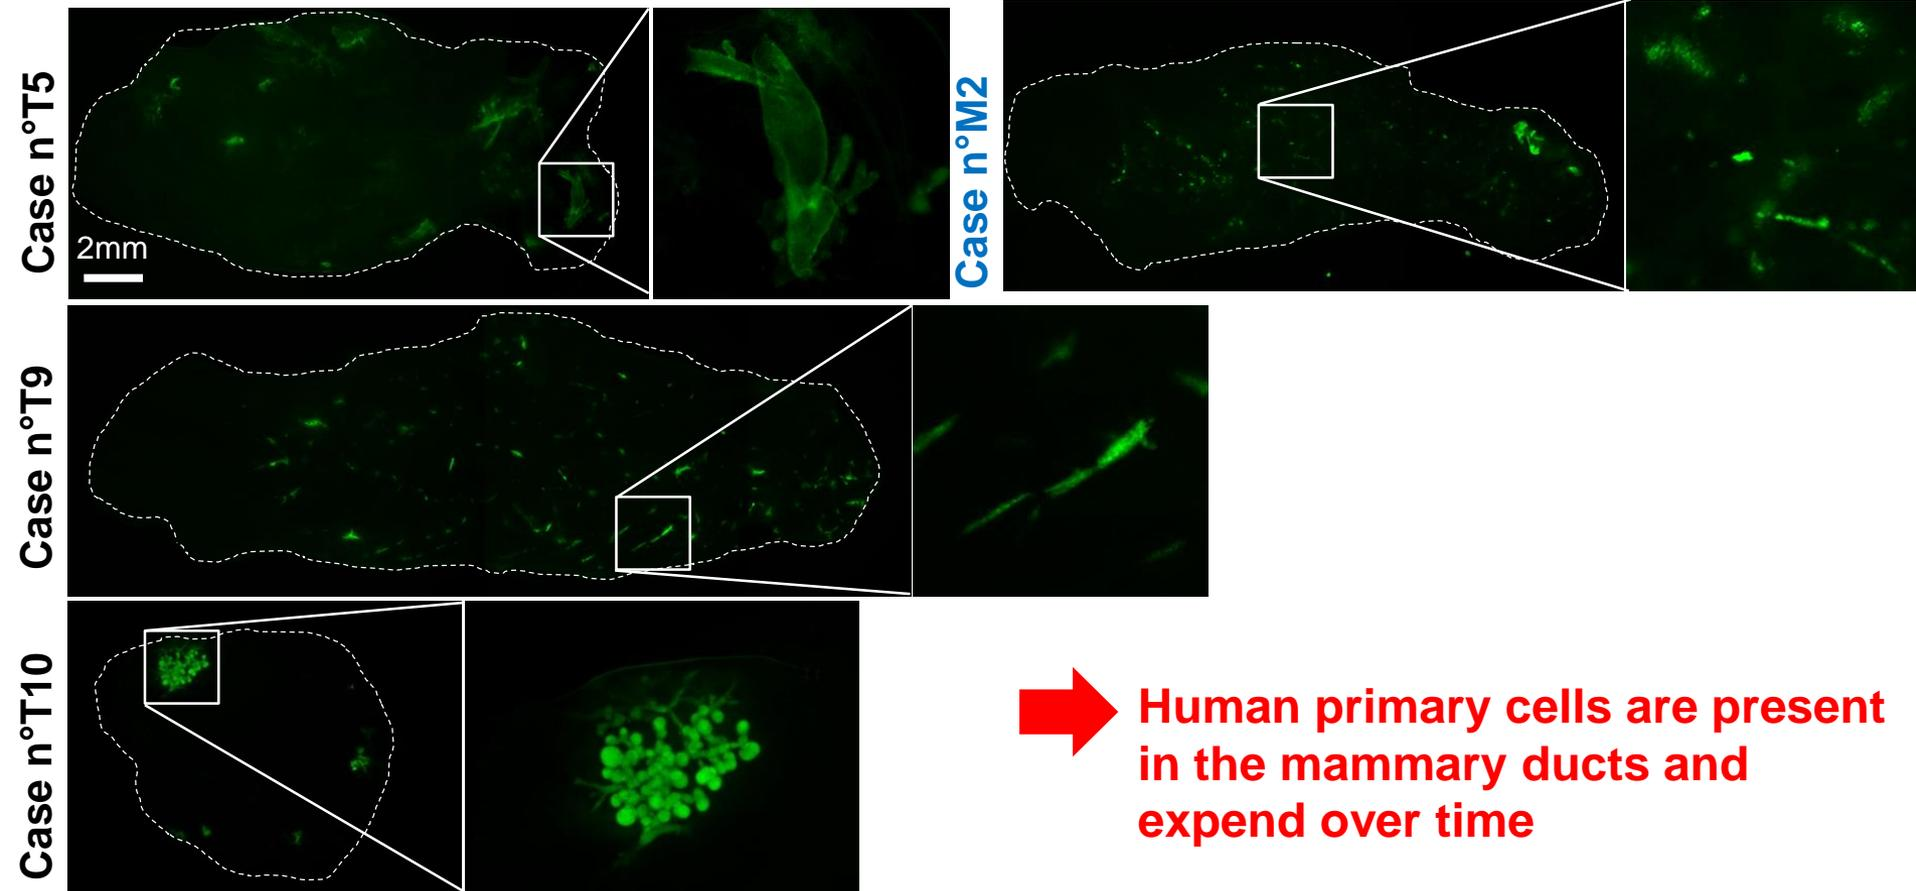 Case n°T5
2mm
Case n°M2
Case n°T9
Case n°T10
Human primary cells are present
in the mammary ducts and
expend over time